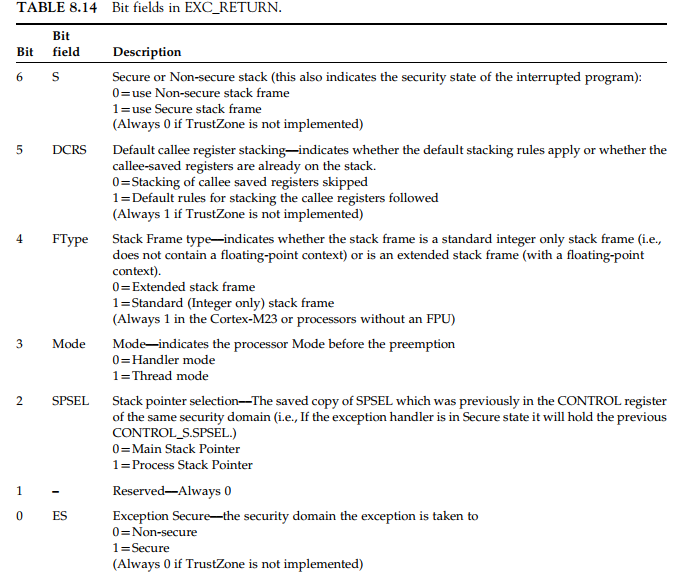 TABLE 8.14 Bit fields in EXC_RETURN.
Bit
Bit field Description
6 S Secure or Non-secure stack (this also indicates the security state of the interrupted program):
0=use Non-secure stack frame
1=use Secure stack frame
(Always 0 if TrustZone is not implemented)
5 DCRS Default callee register stacking—indicates whether the default stacking rules apply or whether the
callee-saved registers are already on the stack.
0=Stacking of callee saved registers skipped
1=Default rules for stacking the callee registers followed
(Always 1 if TrustZone is not implemented)
4 FType Stack Frame type—indicates whether the stack frame is a standard integer only stack frame (i.e.,
does not contain a floating-point context) or is an extended stack frame (with a floating-point
context).
0=Extended stack frame
1=Standard (Integer only) stack frame
(Always 1 in the Cortex-M23 or processors without an FPU)
3 Mode Mode—indicates the processor Mode before the preemption
0=Handler mode
1=Thread mode
2 SPSEL Stack pointer selection—The saved copy of SPSEL which was previously in the CONTROL register
of the same security domain (i.e., If the exception handler is in Secure state it will hold the previous
CONTROL_S.SPSEL.)
0=Main Stack Pointer
1=Process Stack Pointer
1 – Reserved—Always 0
0 ES Exception Secure—the security domain the exception is taken to
0=Non-secure
1=Secure
(Always 0 if TrustZone is not implemented)